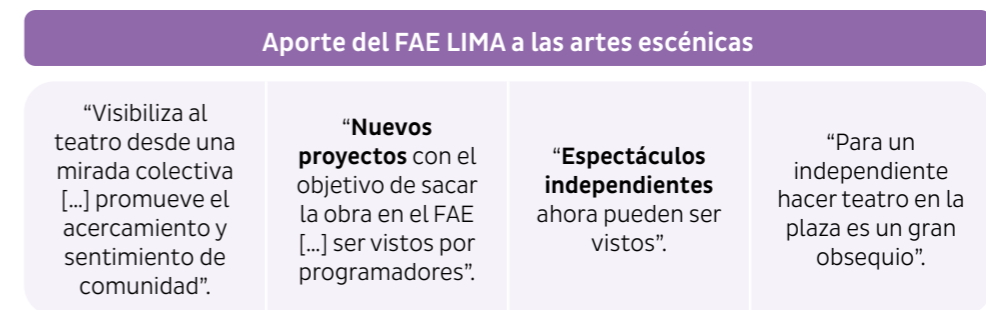 Aporte del FAE LIMA a las artes escénicas
“Visibiliza al
teatro desde una
mirada colectiva
[...] promueve el
acercamiento y
sentimiento de
comunidad”.
“Nuevos
proyectos con el
objetivo de sacar
la obra en el FAE
[...] ser vistos por
programadores”.
“Espectáculos
independientes
ahora pueden ser
vistos”.
“Para un
independiente
hacer teatro en la
plaza es un gran
obsequio”.